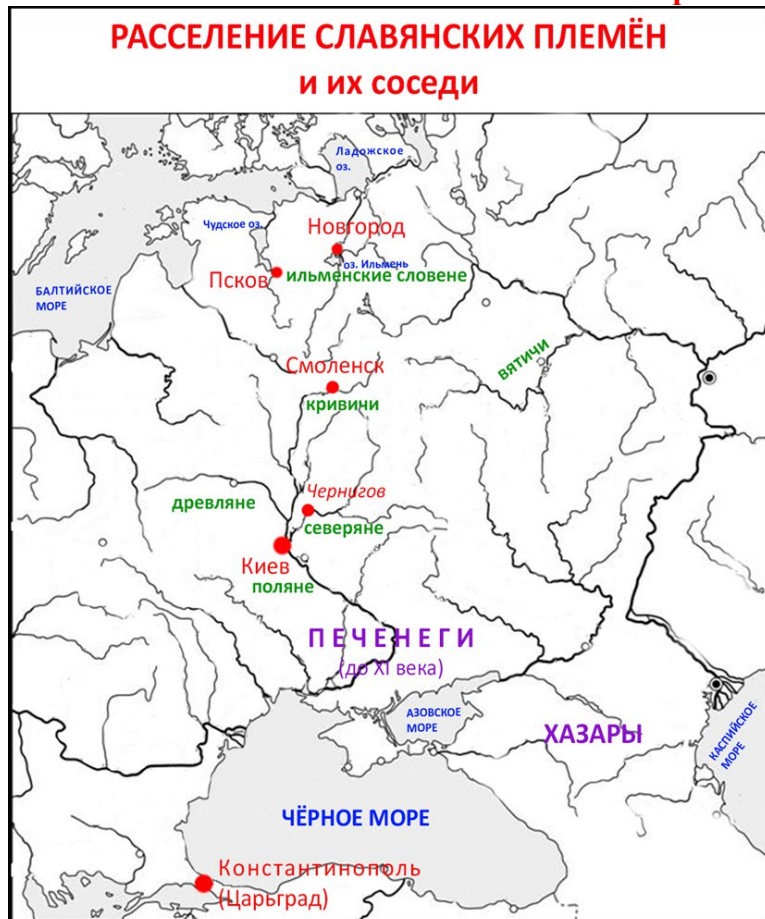 РАССЕЛЕНИЕ СЛАВЯНСКИХ ПЛЕМЁН
и их соседи
Ладожское
оз.
Чудское оз.
Новгород
оз. Ильмень
Псков
ильменские словене
БАЛТИЙСКОЕ
МОРЕ
Смоленск
кривичи
ВЯТИЧИ
древляне
Чернигов
северяне
Киев
поляне
ПЕЧЕНЕГИ
(до XI века)
АЗОВСКОЕ
МОРЕ
ХАЗАРЫ
КАСПИЙСКОЕ
МОРЕ
ЧЁРНОЕ МОРЕ
Константинополь
(Царьград)